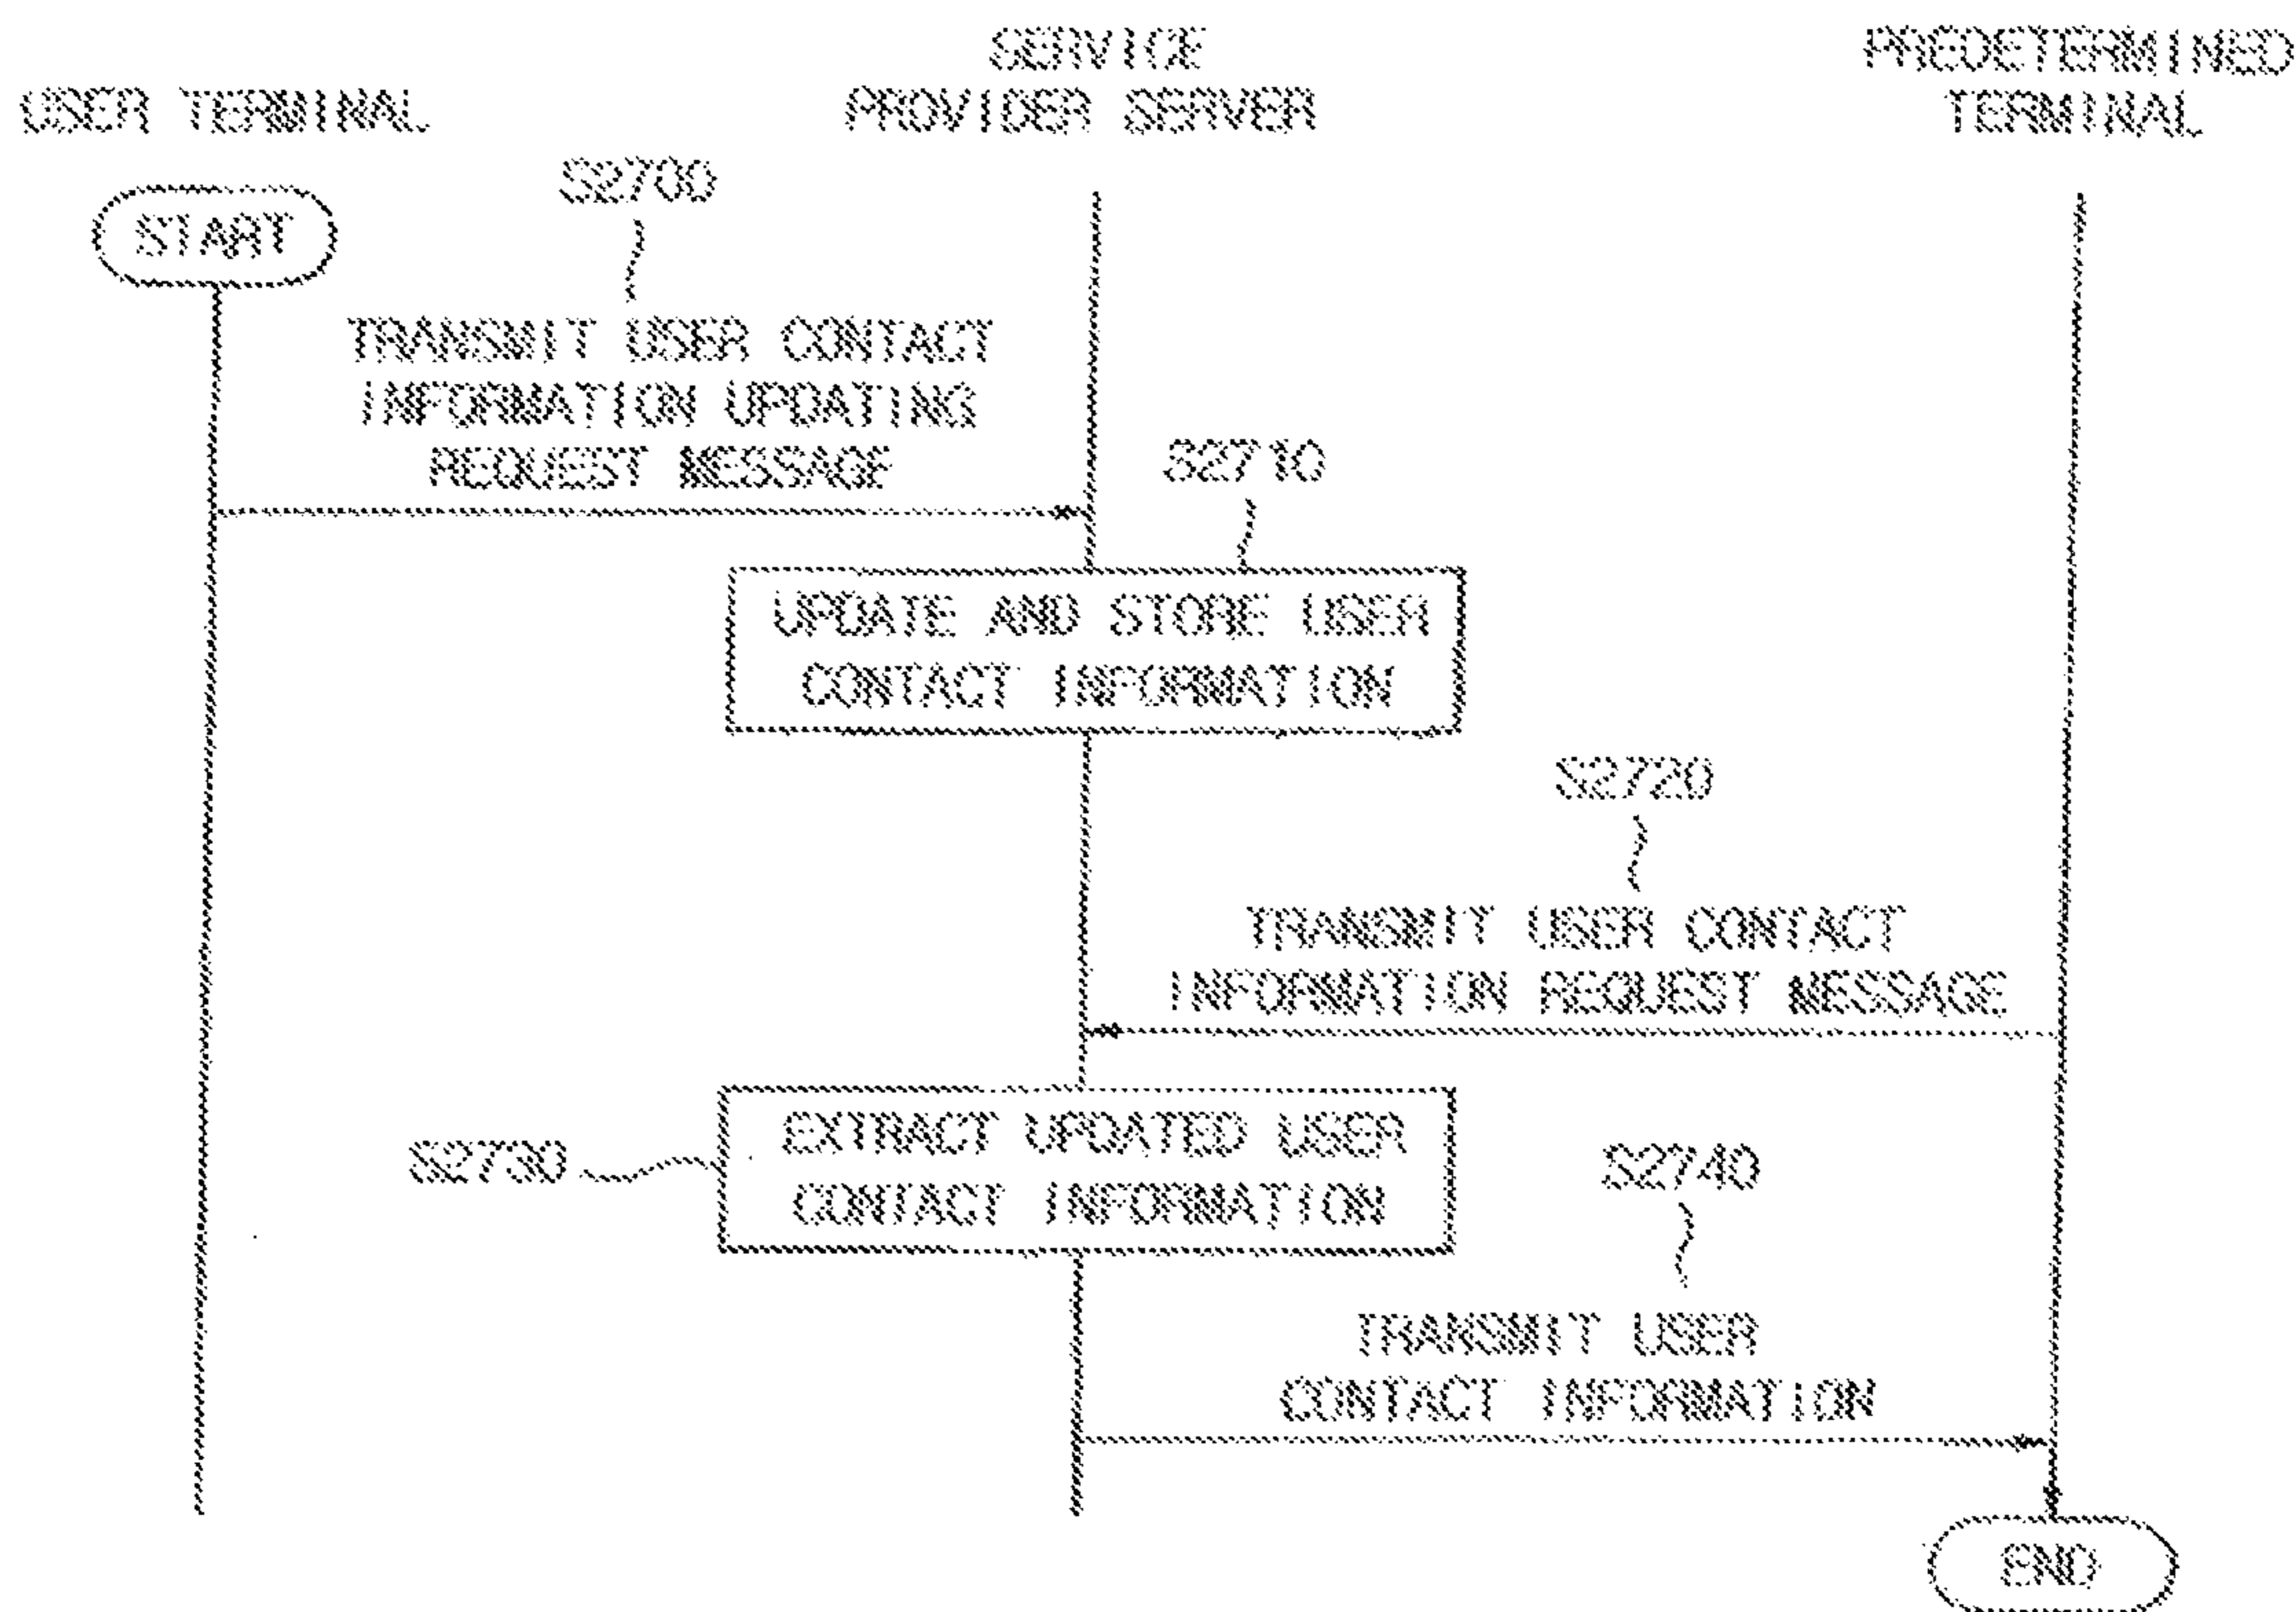 SERVICE
PREDETERMINED
USER TERMINAL
PROVIDER SERVER
TERMINAL
S2700
START
TRANSMIT USER CONTACT
INFORMATION UPDATING
REQUEST MESSAGE
S2710
UPDATE AND STORE USER
CONTACT INFORMATION
S2720
TRANSMIT USER CONTACT
INFORMATION REQUEST MESSAGE
S2730
EXTRACT UPDATED USER
CONTACT INFORMATION
S2740
TRANSMIT USER
CONTACT INFORMATION
END